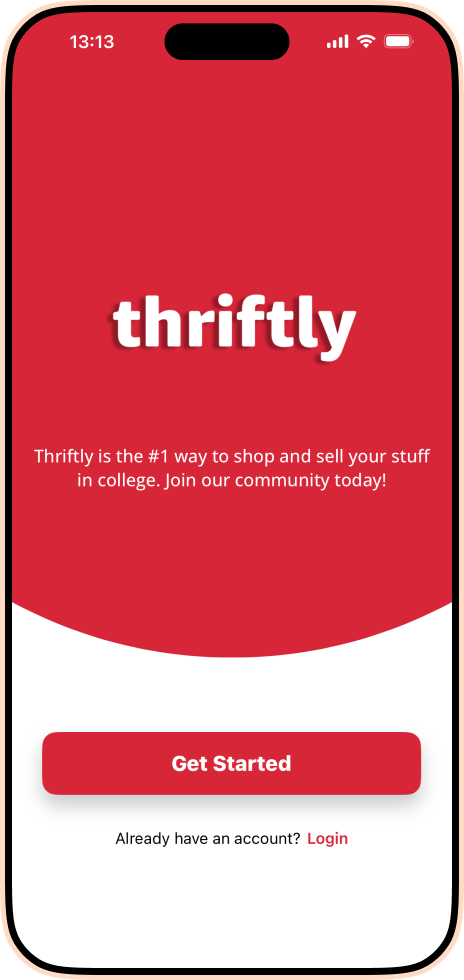 13:13
thriftly
Thriftly is the #1 way to shop and sell your stuff
in college. Join our community today!
Get Started
Already have an account? Login